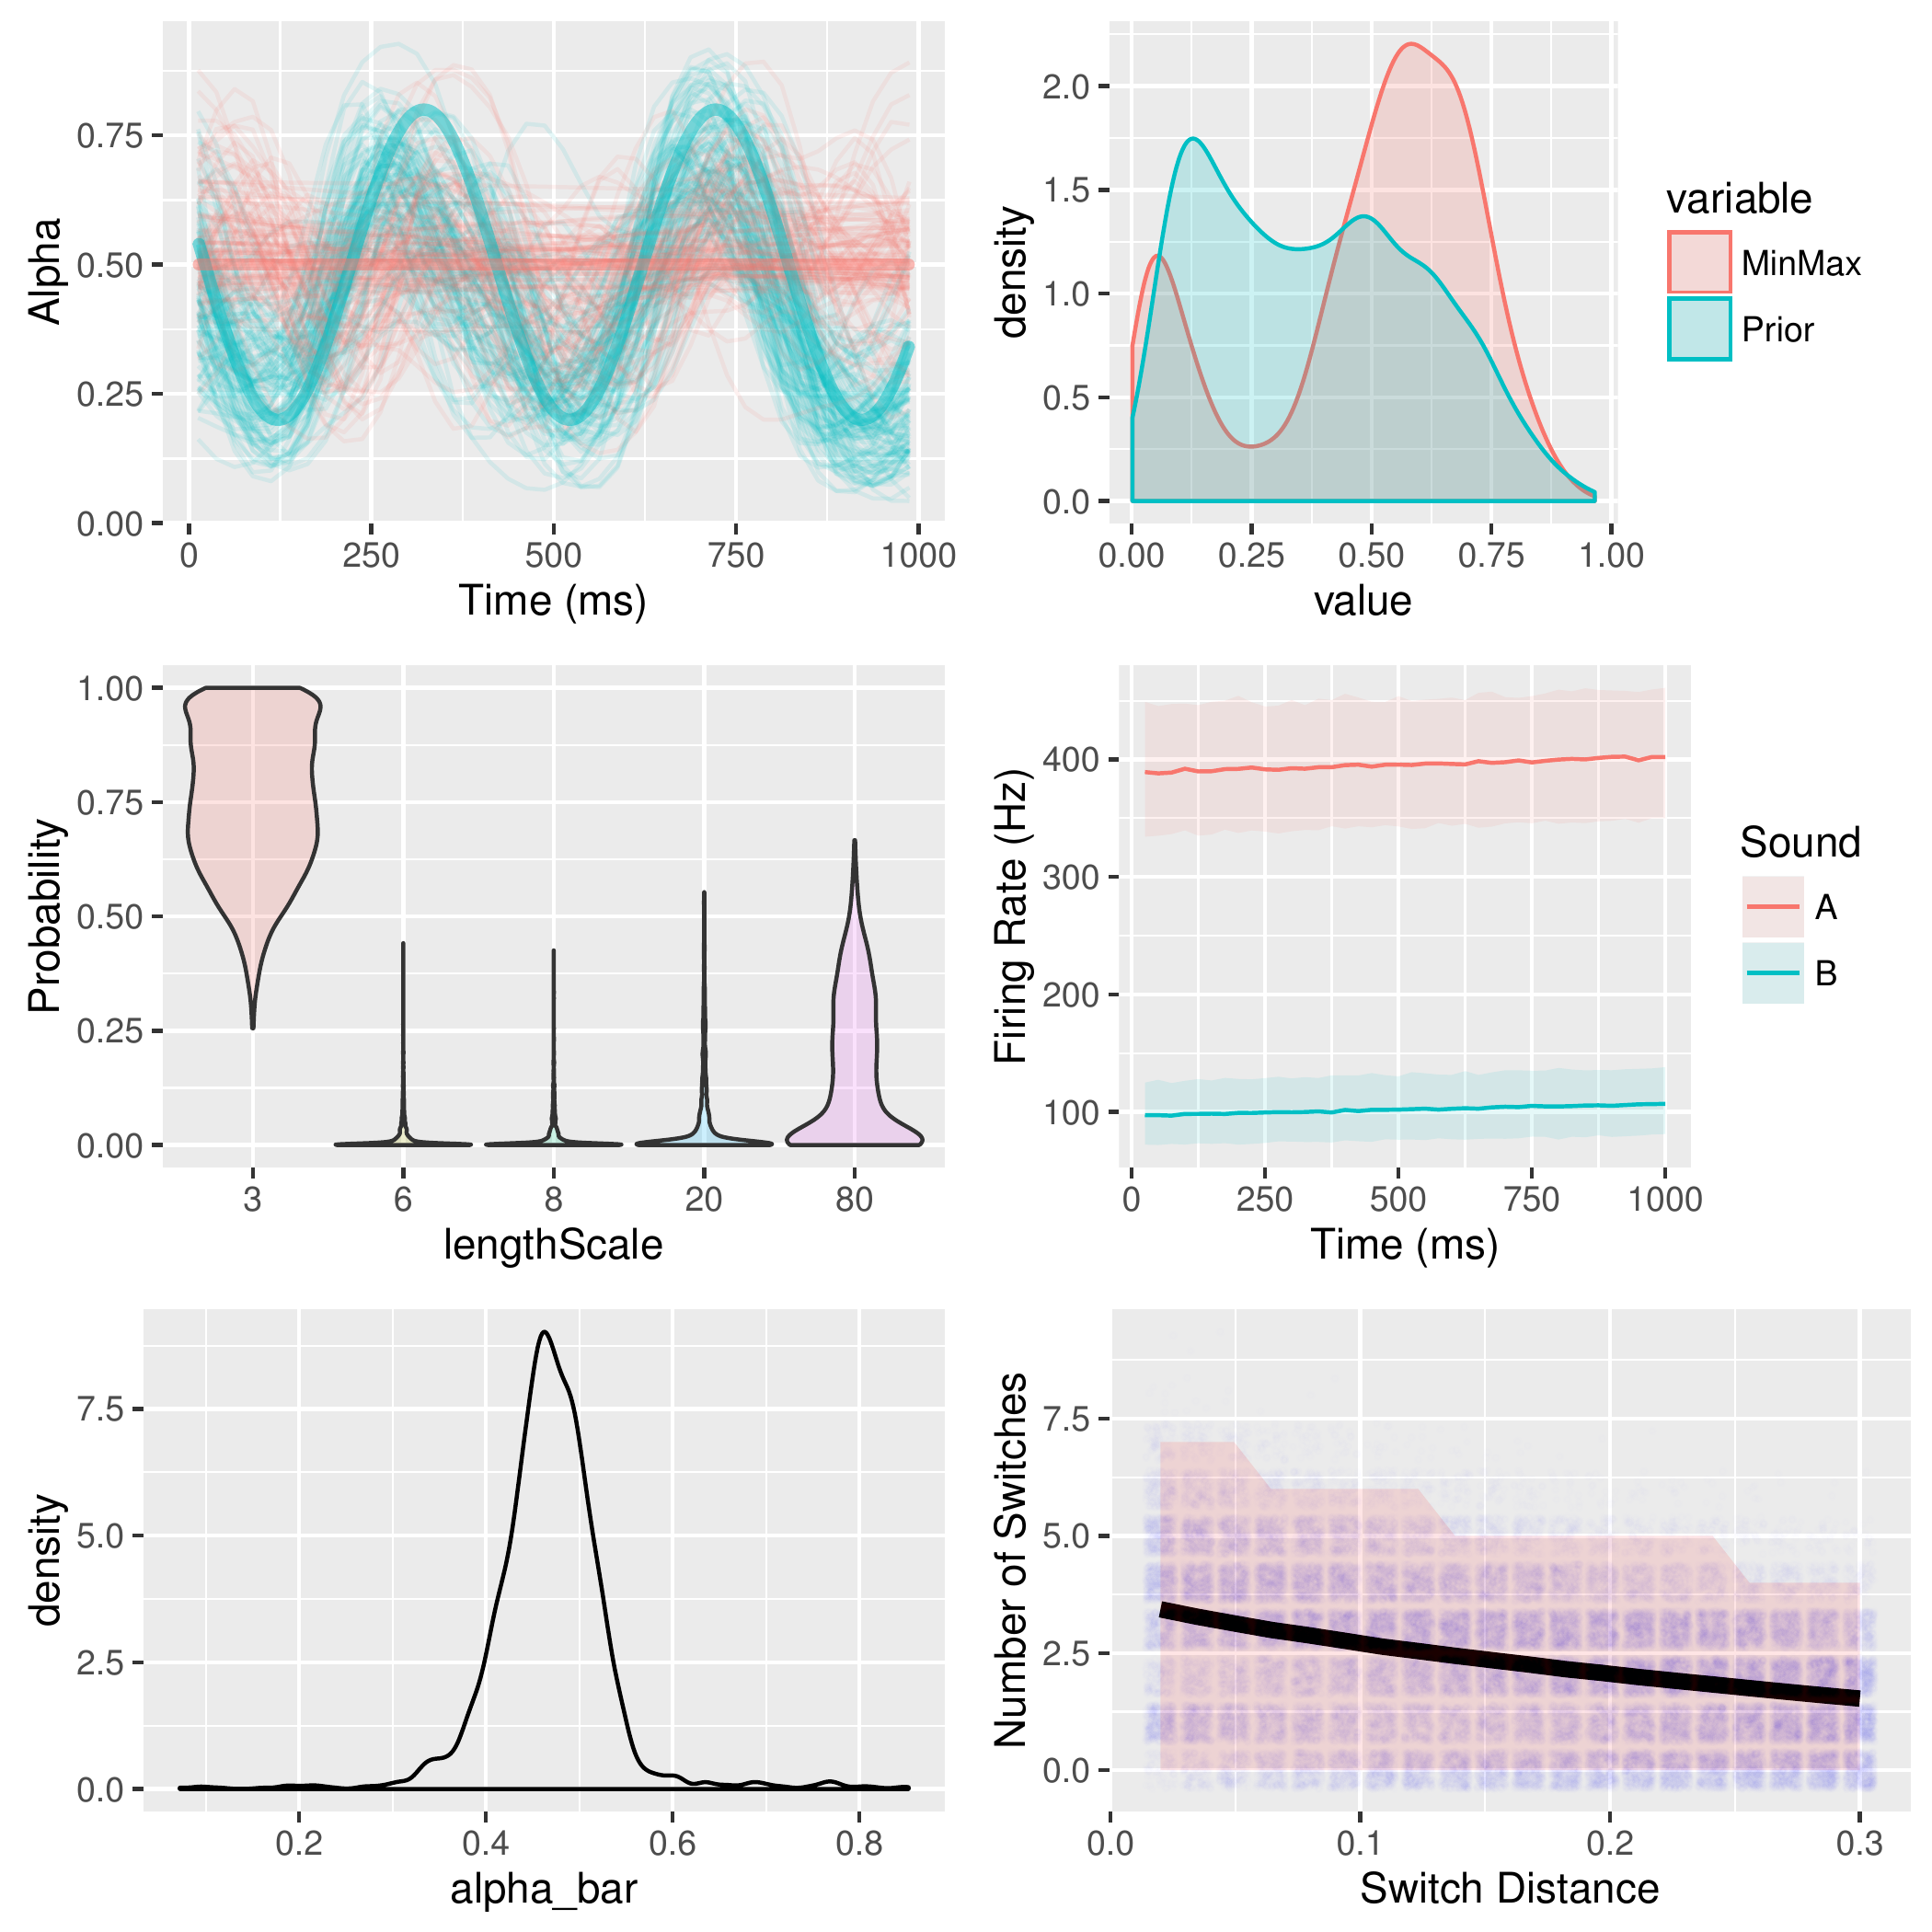 0.75
0.50
0.25
0.00
Alpha
0 250 500 750 1000
Time (ms)
2.0
1.5
1.0
0.5
0.0
density
0.00 0.25 0.50 0.75 1.00
value
variable
MinMax
Prior
1.00
0.75
0.50
0.25
0.00
Probability
3 6 8 20 80
lengthScale
400
300
200
100
Firing Rate (Hz)
0 250 500 750 1000
Time (ms)
Sound
A
B
7.5
5.0
2.5
0.0
density
0.2 0.4 0.6 0.8
alpha_bar
7.5
5.0
2.5
0.0
Number of Switches
0.0 0.1 0.2 0.3
Switch Distance